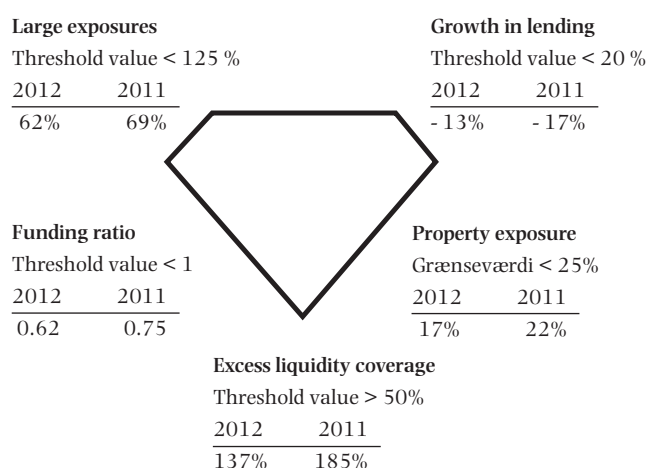 Large exposures
Threshold value < 125 %
2012 2011
62% 69%
Growth in lending
Threshold value < 20 %
2012 2011
- 13% - 17%
Funding ratio
Threshold value < 1
2012 2011
0.62 0.75
Property exposure
Grænseværdi < 25%
2012 2011
17% 22%
Excess liquidity coverage
Threshold value > 50%
2012 2011
137% 185%